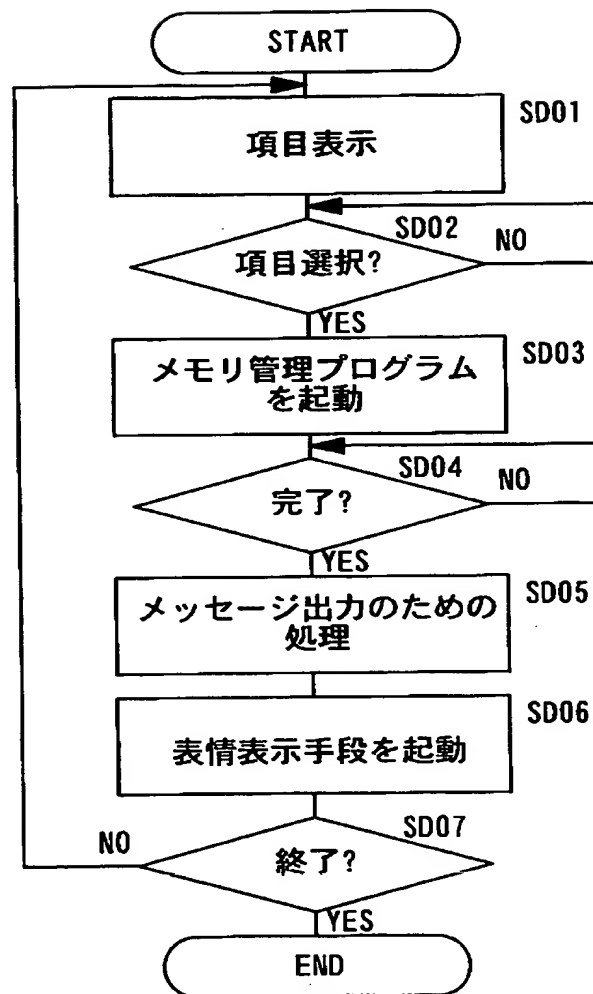 START
SD01
項目表示
SD02
NO
項目選択?
YES
SD03
メモリ管理プログラム
を起動
SD04
NO
完了?
YES
SD05
メッセージ出力のための
処理
SD06
表情表示手段を起動
SD07
NO
終了?
YES
END